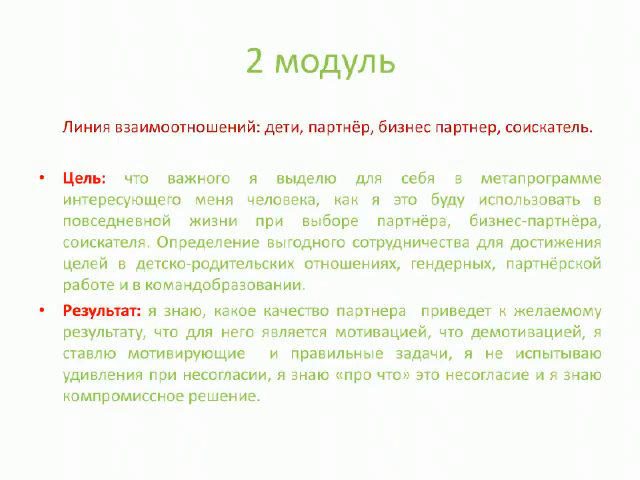 2 модуль
Линия взаимоотношений: дети, партнёр, бизнес партнер, соискатель.
• Цель: что важного я выделю для себя в метапрограмме
интересующего меня человека, как я это буду использовать в
повседневной жизни при выборе партнёра, бизнес-партнёра,
соискателя. Определение выгодного сотрудничества для достижения
целей в детско-родительских отношениях, гендерных, партнёрской
работе и в командобразовании.
• Результат: я знаю, какое качество партнера приведет к желаемому
результату, что для него является мотивацией, что демотивацией, я
ставлю мотивирующие и правильные задачи, я не испытываю
удивления при несогласии, я знаю «про что» это несогласие и я знаю
компромиссное решение.